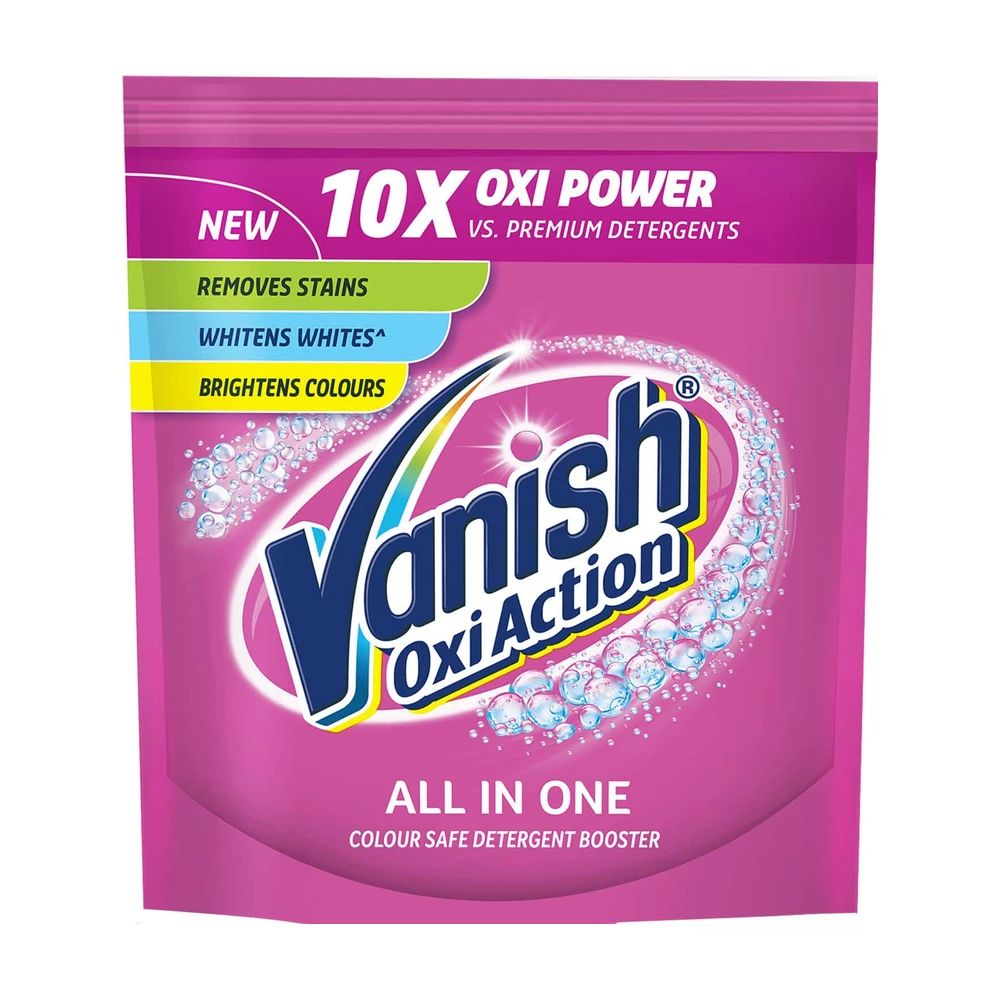 NEW
10X OXI POWER
VS. PREMIUM DETERGENTS
REMOVES STAINS
WHITENS WHITES^
BRIGHTENS COLOURS
Vanish®
Oxi Action
ALL IN ONE
COLOUR SAFE DETERGENT BOOSTER